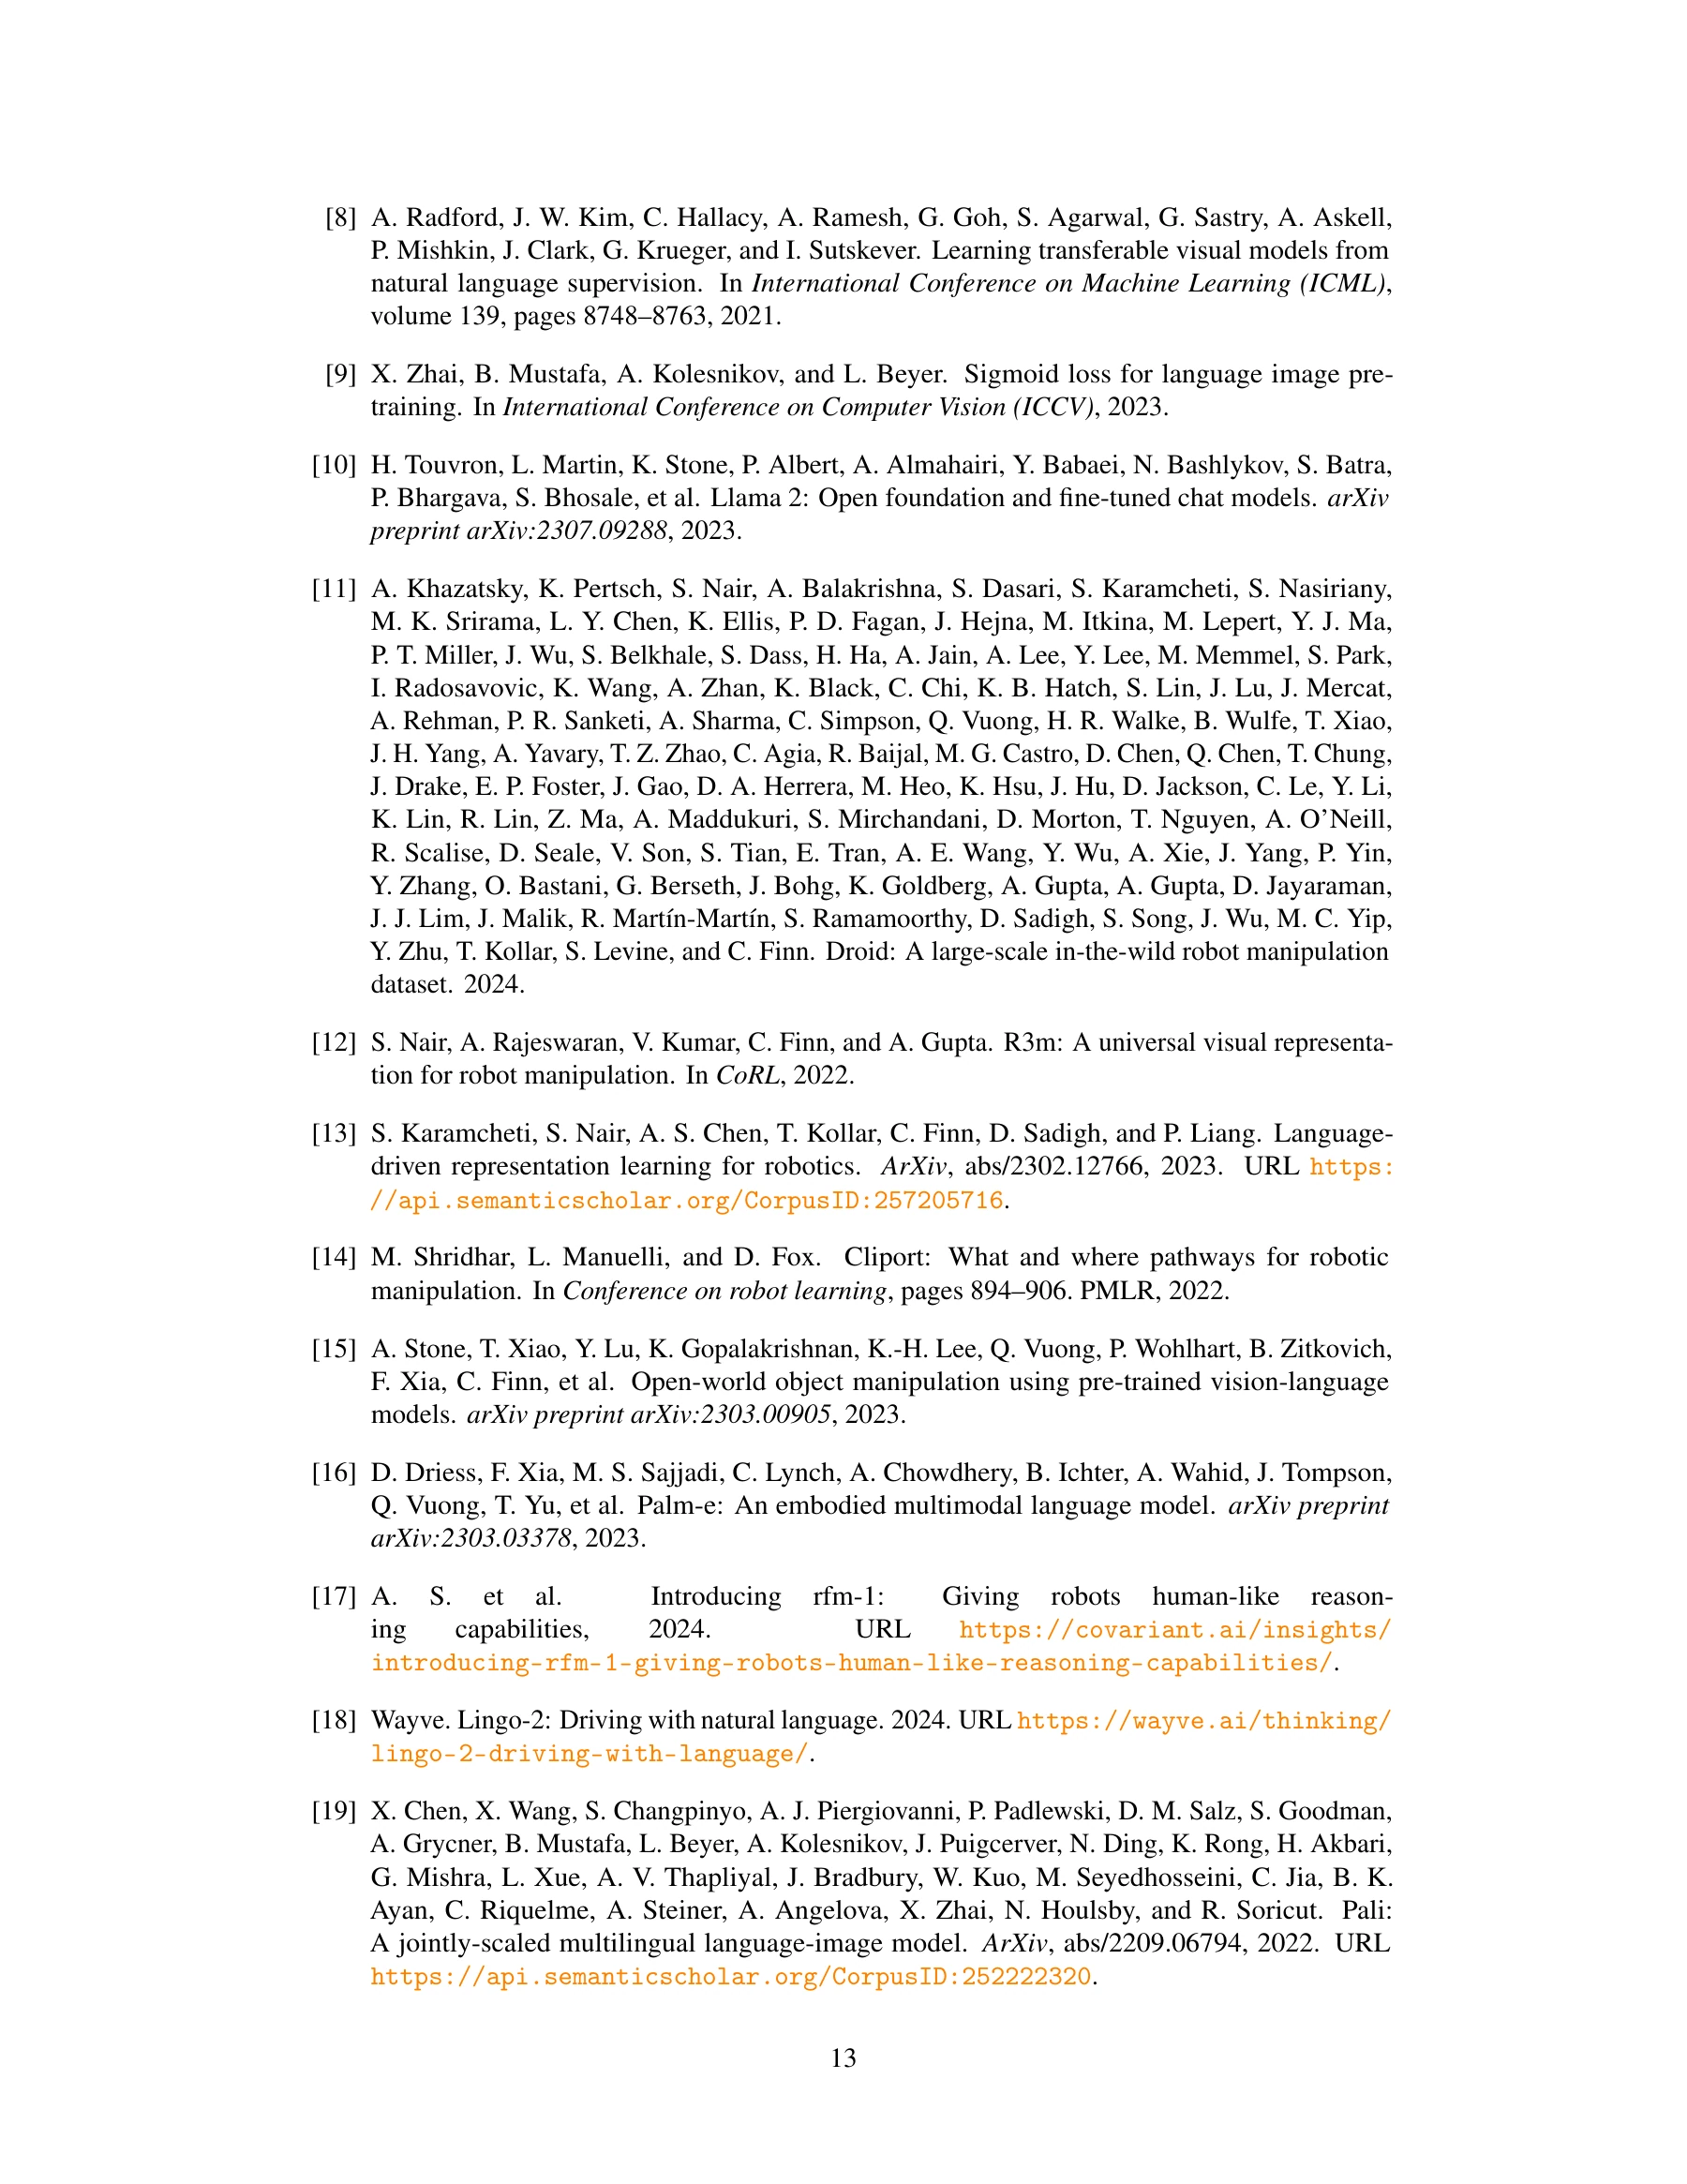 [8] A. Radford, J. W. Kim, C. Hallacy, A. Ramesh, G. Goh, S. Agarwal, G. Sastry, A. Askell,
P. Mishkin, J. Clark, G. Krueger, and I. Sutskever. Learning transferable visual models from
natural language supervision. In International Conference on Machine Learning (ICML),
volume 139, pages 8748–8763, 2021.
[9] X. Zhai, B. Mustafa, A. Kolesnikov, and L. Beyer. Sigmoid loss for language image pre-
training. In International Conference on Computer Vision (ICCV), 2023.
[10] H. Touvron, L. Martin, K. Stone, P. Albert, A. Almahairi, Y. Babaei, N. Bashlykov, S. Batra,
P. Bhargava, S. Bhosale, et al. Llama 2: Open foundation and fine-tuned chat models. arXiv
preprint arXiv:2307.09288, 2023.
[11] A. Khazatsky, K. Pertsch, S. Nair, A. Balakrishna, S. Dasari, S. Karamcheti, S. Nasiriany,
M. K. Srirama, L. Y. Chen, K. Ellis, P. D. Fagan, J. Hejna, M. Itkina, M. Lepert, Y. J. Ma,
P. T. Miller, J. Wu, S. Belkhale, S. Dass, H. Ha, A. Jain, A. Lee, Y. Lee, M. Memmel, S. Park,
I. Radosavovic, K. Wang, A. Zhan, K. Black, C. Chi, K. B. Hatch, S. Lin, J. Lu, J. Mercat,
A. Rehman, P. R. Sanketi, A. Sharma, C. Simpson, Q. Vuong, H. R. Walke, B. Wulfe, T. Xiao,
J. H. Yang, A. Yavary, T. Z. Zhao, C. Agia, R. Baijal, M. G. Castro, D. Chen, Q. Chen, T. Chung,
J. Drake, E. P. Foster, J. Gao, D. A. Herrera, M. Heo, K. Hsu, J. Hu, D. Jackson, C. Le, Y. Li,
K. Lin, R. Lin, Z. Ma, A. Maddukuri, S. Mirchandani, D. Morton, T. Nguyen, A. O’Neill,
R. Scalise, D. Seale, V. Son, S. Tian, E. Tran, A. E. Wang, Y. Wu, A. Xie, J. Yang, P. Yin,
Y. Zhang, O. Bastani, G. Berseth, J. Bohg, K. Goldberg, A. Gupta, A. Gupta, D. Jayaraman,
J. J. Lim, J. Malik, R. Martín-Martín, S. Ramamoorthy, D. Sadigh, S. Song, J. Wu, M. C. Yip,
Y. Zhu, T. Kollar, S. Levine, and C. Finn. Droid: A large-scale in-the-wild robot manipulation
dataset. 2024.
[12] S. Nair, A. Rajeswaran, V. Kumar, C. Finn, and A. Gupta. R3m: A universal visual representa-
tion for robot manipulation. In CoRL, 2022.
[13] S. Karamcheti, S. Nair, A. S. Chen, T. Kollar, C. Finn, D. Sadigh, and P. Liang. Language-
driven representation learning for robotics. ArXiv, abs/2302.12766, 2023. URL https:
//api.semanticscholar.org/CorpusID:257205716.
[14] M. Shridhar, L. Manuelli, and D. Fox. Cliport: What and where pathways for robotic
manipulation. In Conference on robot learning, pages 894–906. PMLR, 2022.
[15] A. Stone, T. Xiao, Y. Lu, K. Gopalakrishnan, K.-H. Lee, Q. Vuong, P. Wohlhart, B. Zitkovich,
F. Xia, C. Finn, et al. Open-world object manipulation using pre-trained vision-language
models. arXiv preprint arXiv:2303.00905, 2023.
[16] D. Driess, F. Xia, M. S. Sajjadi, C. Lynch, A. Chowdhery, B. Ichter, A. Wahid, J. Tompson,
Q. Vuong, T. Yu, et al. Palm-e: An embodied multimodal language model. arXiv preprint
arXiv:2303.03378, 2023.
[17] A. S. et al. Introducing rfm-1: Giving robots human-like reason-
ing capabilities, 2024. URL https://covariant.ai/insights/
introducing-rfm-1-giving-robots-human-like-reasoning-capabilities/.
[18] Wayve. Lingo-2: Driving with natural language. 2024. URL https://wayve.ai/thinking/
lingo-2-driving-with-language/.
[19] X. Chen, X. Wang, S. Changpinyo, A. J. Piergiovanni, P. Padlewski, D. M. Salz, S. Goodman,
A. Grycner, B. Mustafa, L. Beyer, A. Kolesnikov, J. Puigcerver, N. Ding, K. Rong, H. Akbari,
G. Mishra, L. Xue, A. V. Thapliyal, J. Bradbury, W. Kuo, M. Seyedhosseini, C. Jia, B. K.
Ayan, C. Riquelme, A. Steiner, A. Angelova, X. Zhai, N. Houlsby, and R. Soricut. Pali:
A jointly-scaled multilingual language-image model. ArXiv, abs/2209.06794, 2022. URL
https://api.semanticscholar.org/CorpusID:252222320.
13